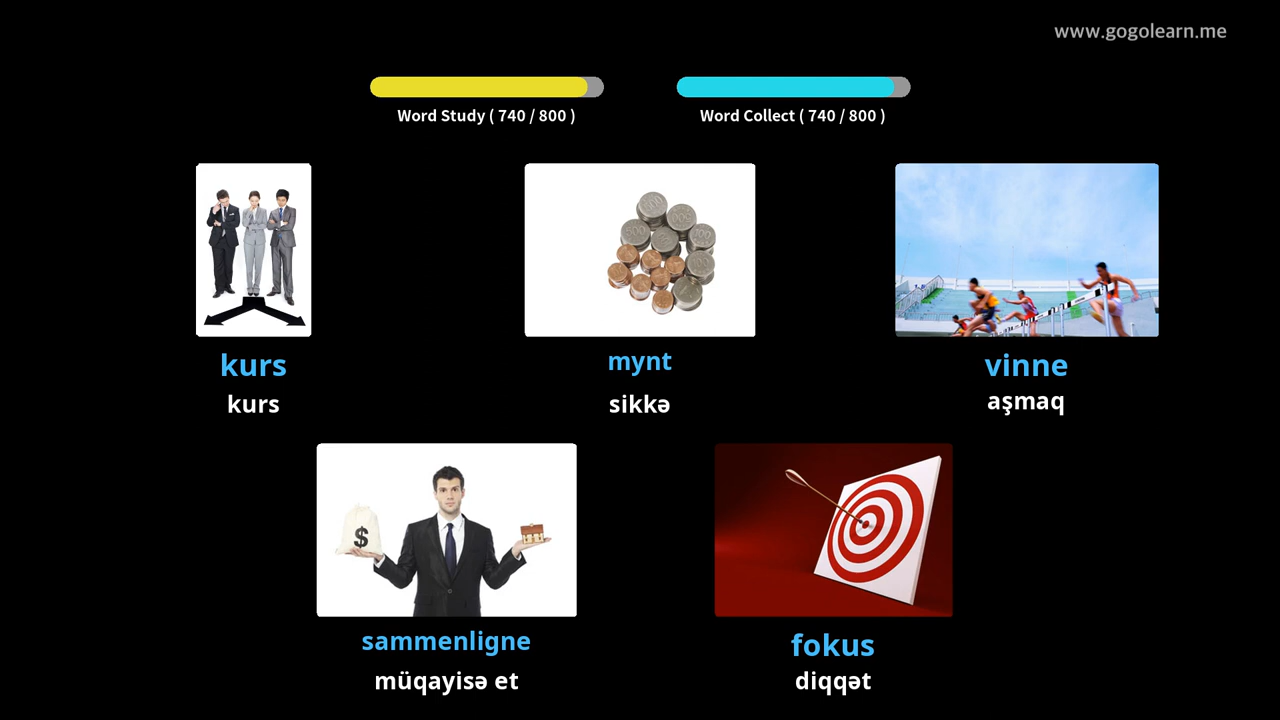 www.gogolearn.me
Word Study ( 740 / 800 )
Word Collect ( 740 / 800 )
kurs
kurs
mynt
sikkə
vinne
aşmaq
$
sammenligne
müqayisə et
fokus
diqqət